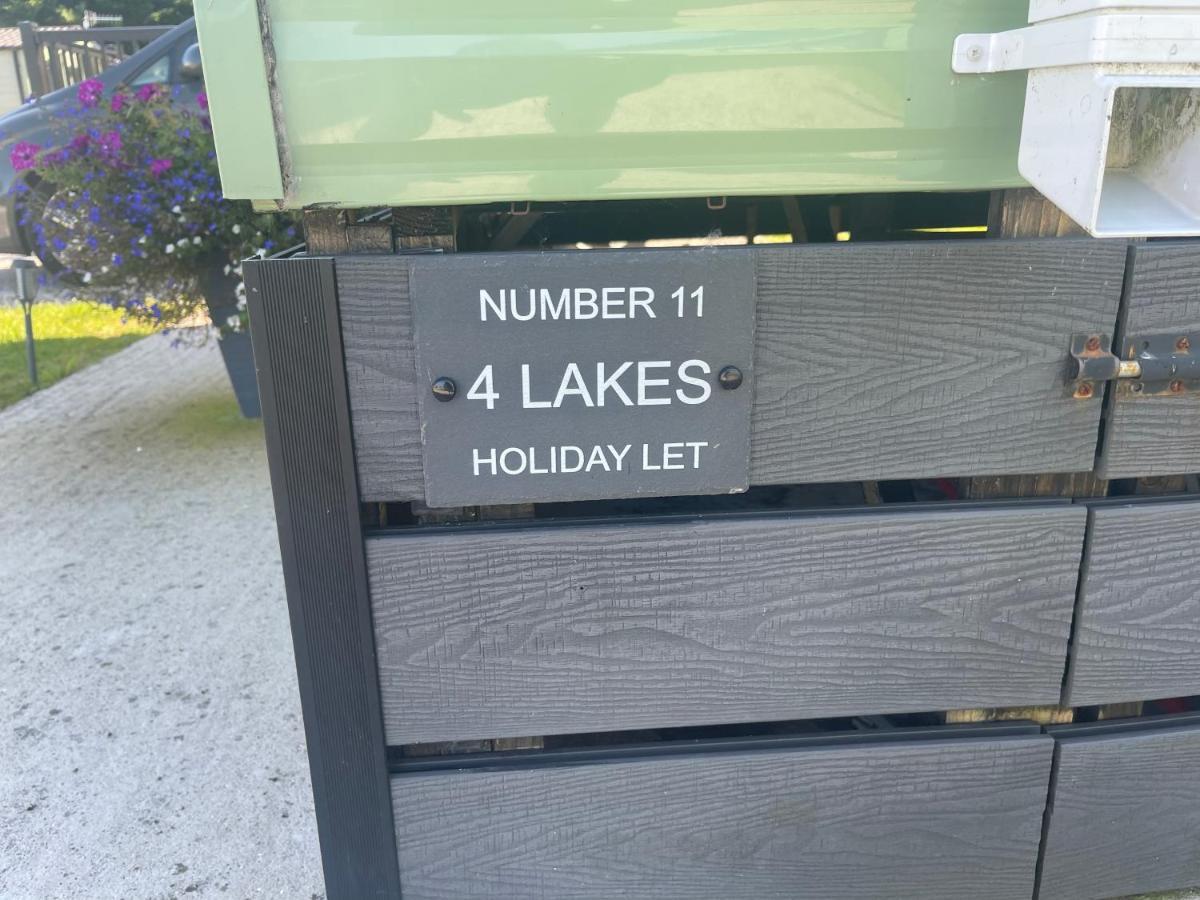 NUMBER 11
4 LAKES
HOLIDAY LET